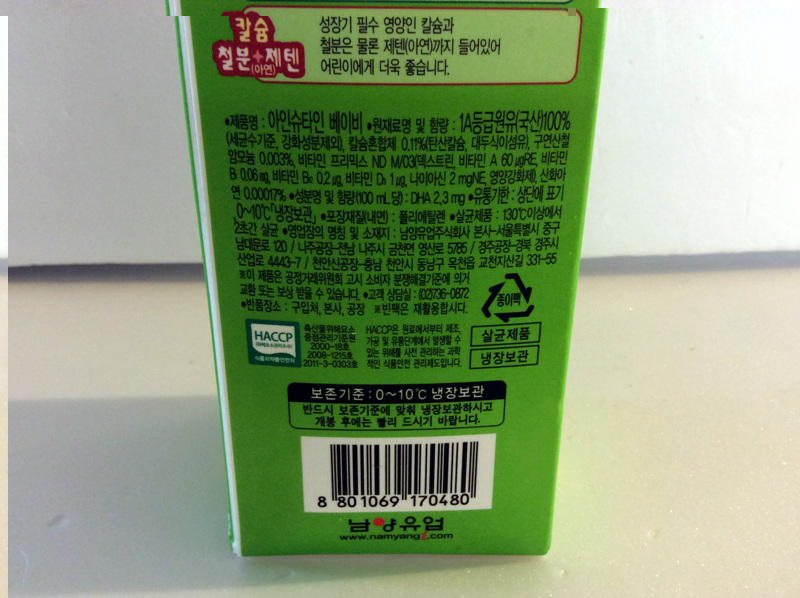 칼슘
철분+제텐
(아연)
성장기 필수 영양인 칼슘과
철분은 물론 제텐(아연)까지 들어있어
어린이에게 더욱 좋습니다.
•제품명 : 아인슈타인 베이비 •원재료명 및 함량 : 1A등급원유(국산)100%
(세균수기준, 강화성분제외), 칼슘혼합제 0.11%(탄산칼슘, 대두식이섬유), 구연산철
암모늄 0.003%, 비타민 프리믹스 ND M/03(덱스트린, 비타민 A 60㎍RE, 비타민
B 0.06㎎, 비타민 B₁₂ 0.2㎍, 비타민 D₃ 1㎍, 나이아신 2 mgNE, 영양강화제), 산화아
연 0.00017% •성분명 및 함량(100 mL당) : DHA 2.3 mg •유통기한 : 상단에 표기
0~10℃「냉장보관」 •포장재질(내면) : 폴리에틸렌 •살균제품 : 130℃이상에서
2초간 살균 •영업장의 명칭 및 소재지 : 남양유업주식회사 본사-서울특별시 중구
남대문로 120 / 나주공장-전남 나주시 금천면 영산로 5785 / 경주공장-경북 경주시
산업로 4443-7 / 천안신공장-충남 천안시 동남구 목천읍 교천지산길 331-55
※이 제품은 공정거래위원회 고시 소비자 분쟁해결기준에 의거
교환 또는 보상 받을 수 있습니다. •고객 상담실 : (02)736-0872
•반품장소 : 구입처, 본사, 공장 ※빈팩은 재활용합시다.
종이팩
HACCP
식품의약품안전처
축산물위해요소
중점관리기준원
2000-18호
2008-1215호
2011-3-0303호
HACCP은 원료에서부터 제조,
가공 및 유통단계에서 발생할 수
있는 위해를 사전 관리하는 과학
적인 식품안전 관리제도입니다.
살균제품
냉장보관
보존기준 : 0~10℃ 냉장보관
반드시 보존기준에 맞춰 냉장보관하시고
개봉 후에는 빨리 드시기 바랍니다.
8 801069 170480
남양유업
www.namyangi.com